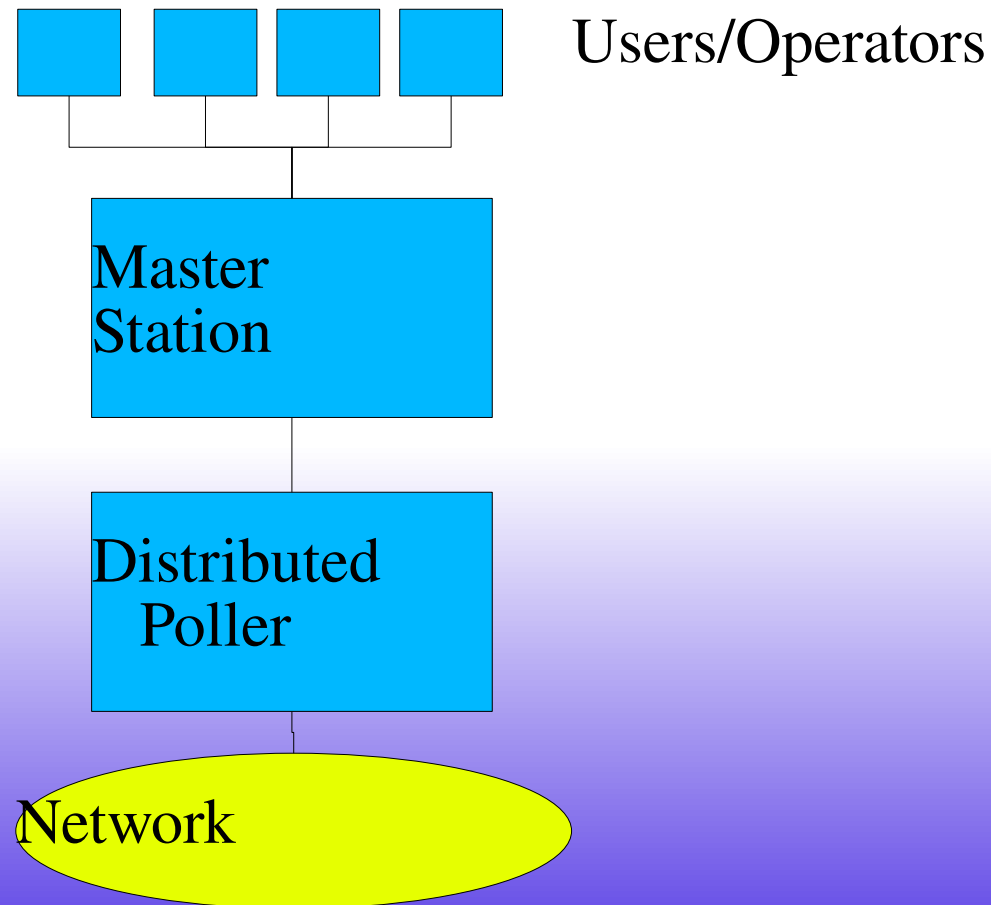 Users/Operators
Master
Station
Distributed
Poller
Network